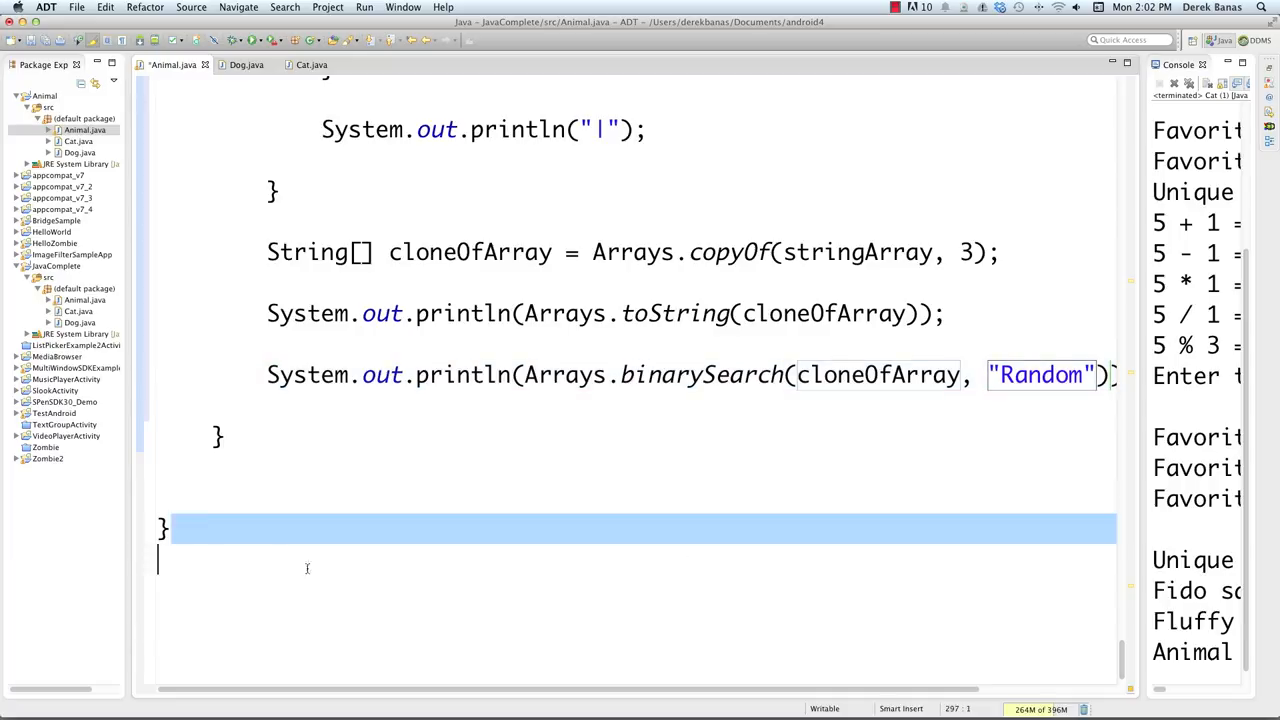 ADT File Edit Refactor Source Navigate Search Project Run Window Help 10 Mon 2:02 PM Derek Banas
Java – JavaComplete/src/Animal.java – ADT – /Users/derekbanas/Documents/android4
Quick Access Java DDMS
Package Exp
Animal
src
(default package)
Animal.java
Cat.java
Dog.java
JRE System Library [Ja
appcompat_v7
appcompat_v7_2
appcompat_v7_3
appcompat_v7_4
BridgeSample
HelloWorld
HelloZombie
ImageFilterSampleApp
JavaComplete
src
(default package)
Animal.java
Cat.java
Dog.java
JRE System Library [Ja
ListPickerExample2Activi
MediaBrowser
MultiWindowSDKExample
MusicPlayerActivity
SlookActivity
SPenSDK30_Demo
TestAndroid
TextGroupActivity
VideoPlayerActivity
Zombie
Zombie2
*Animal.java Dog.java Cat.java
}
System.out.println("|");
}
String[] cloneOfArray = Arrays.copyOf(stringArray, 3);
System.out.println(Arrays.toString(cloneOfArray));
System.out.println(Arrays.binarySearch(cloneOfArray, "Random"))
}
}
Console
<terminated> Cat (1) [Java
Favorit
Favorit
Unique
5 + 1 =
5 - 1 =
5 * 1 =
5 / 1 =
5 % 3 =
Enter t
Favorit
Favorit
Favorit
Unique
Fido sa
Fluffy
Animal
Writable Smart Insert 297 : 1 264M of 396M